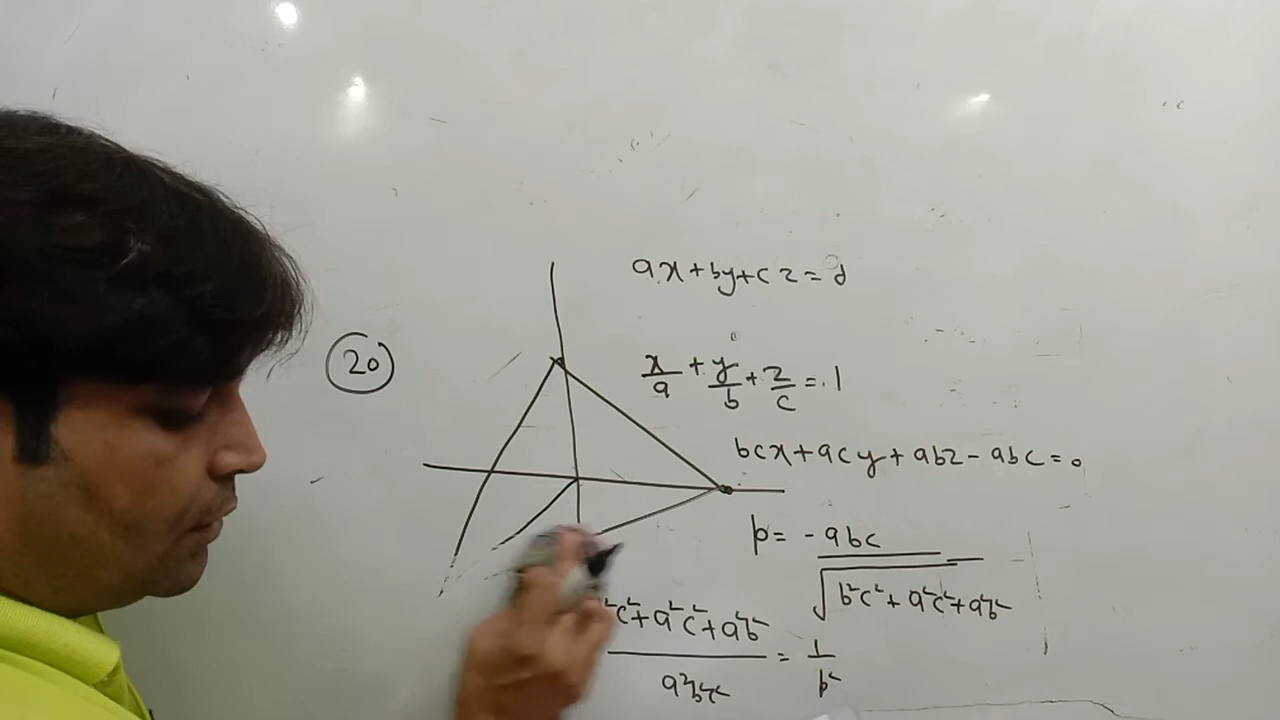 20
ax+by+cz=d
x/a + y/b + z/c = 1
bcx+acy+abz-abc=0
p = -abc / √(b²c²+a²c²+a²b²)
²c²+a²c²+a²b² / a²b²c² = 1/p²